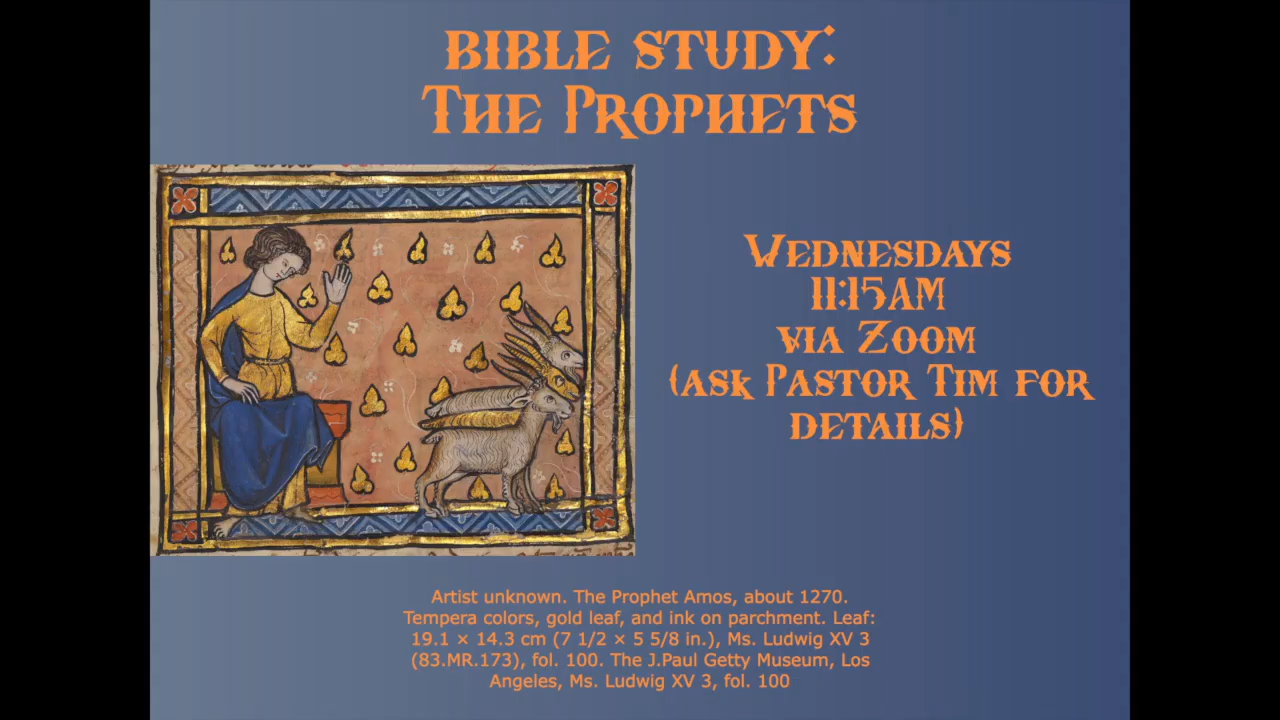 Bible Study:
The Prophets
Wednesdays
11:15AM
via Zoom
(ask Pastor Tim for
details)
Artist unknown. The Prophet Amos, about 1270.
Tempera colors, gold leaf, and ink on parchment. Leaf:
19.1 × 14.3 cm (7 1/2 × 5 5/8 in.), Ms. Ludwig XV 3
(83.MR.173), fol. 100. The J.Paul Getty Museum, Los
Angeles, Ms. Ludwig XV 3, fol. 100